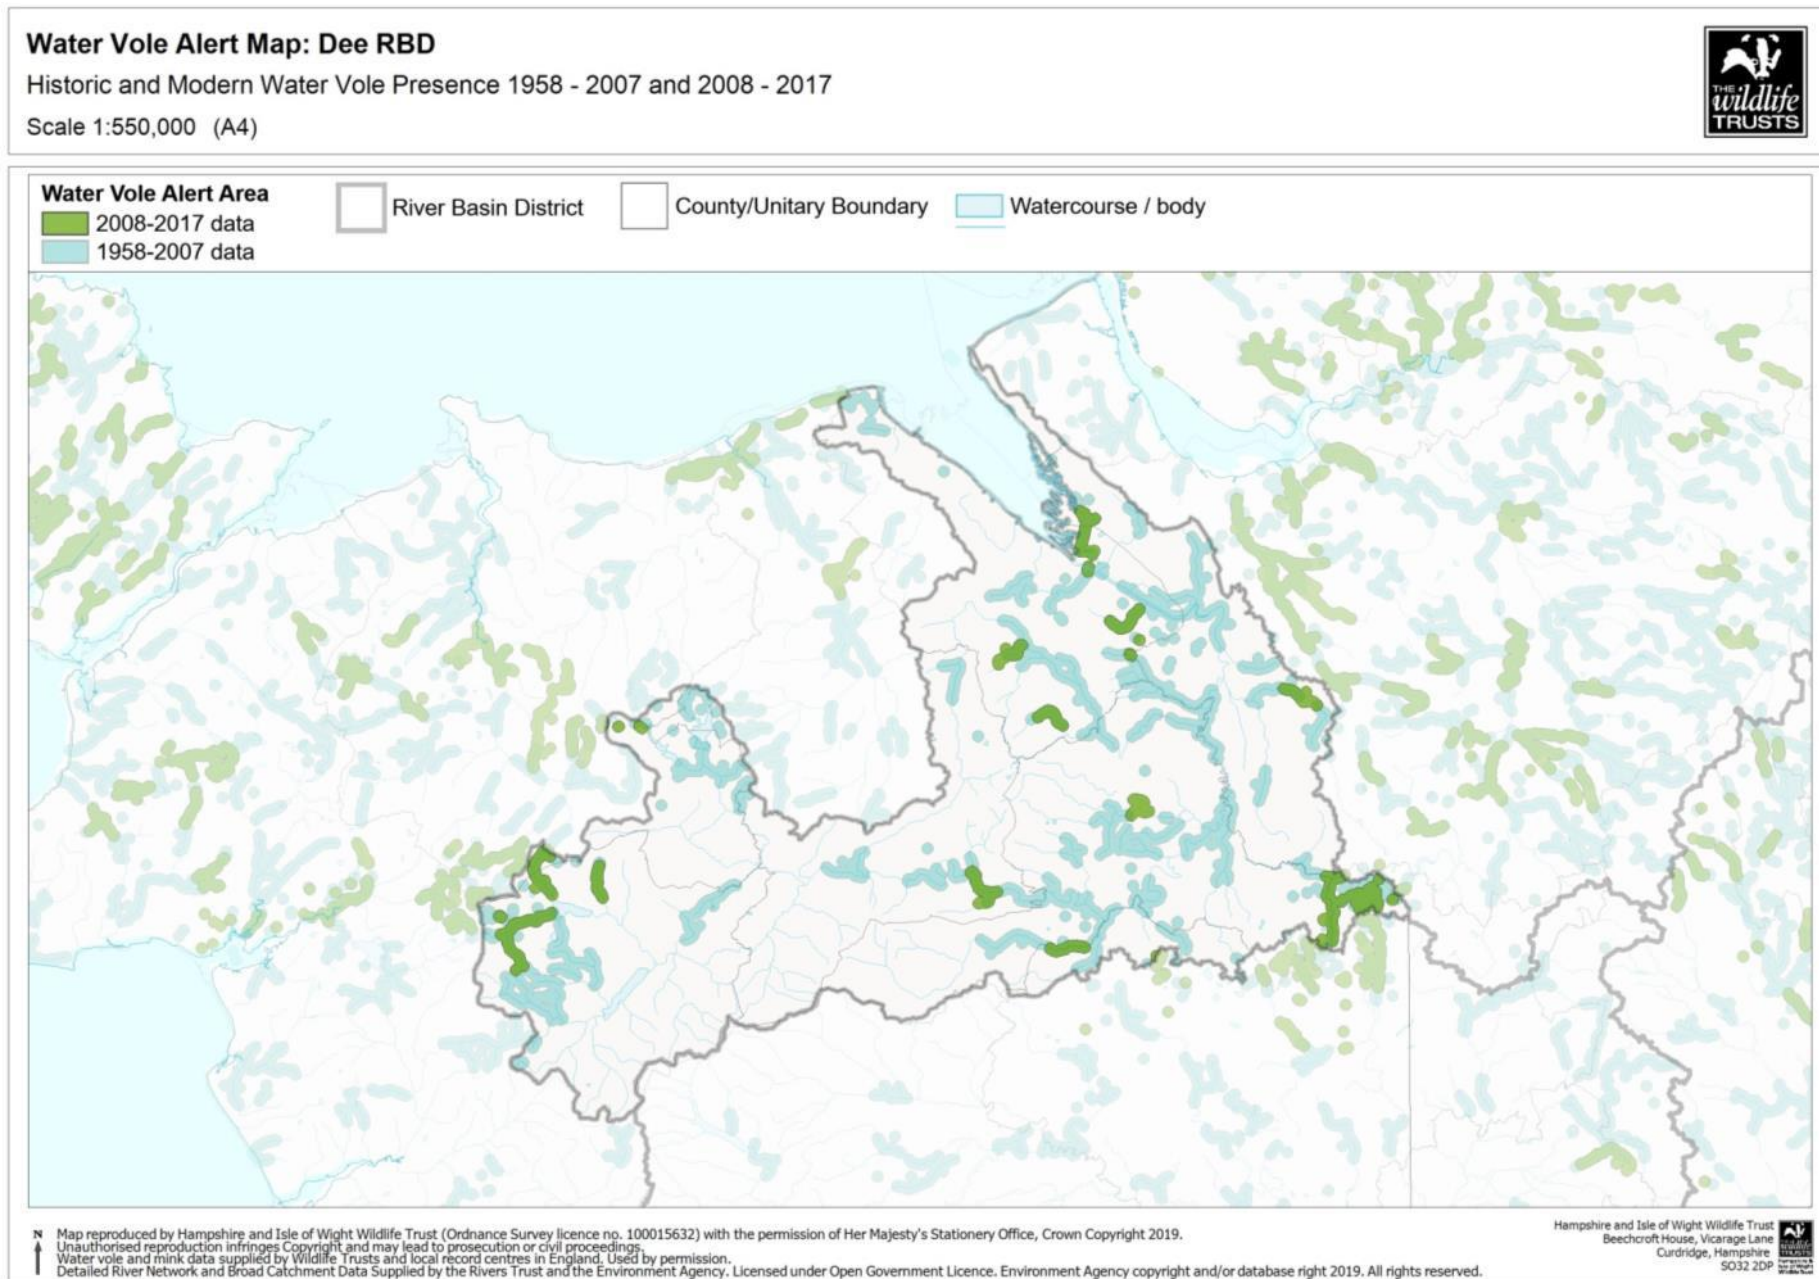 Water Vole Alert Map: Dee RBD
Historic and Modern Water Vole Presence 1958 - 2007 and 2008 - 2017
Scale 1:550,000 (A4)
THE
wildlife
TRUSTS
Water Vole Alert Area
2008-2017 data
1958-2007 data
River Basin District
County/Unitary Boundary
Watercourse / body
N
Map reproduced by Hampshire and Isle of Wight Wildlife Trust (Ordnance Survey licence no. 100015632) with the permission of Her Majesty's Stationery Office, Crown Copyright 2019.
Unauthorised reproduction infringes Copyright and may lead to prosecution or civil proceedings.
Water vole and mink data supplied by Wildlife Trusts and local record centres in England. Used by permission.
Detailed River Network and Broad Catchment Data Supplied by the Rivers Trust and the Environment Agency. Licensed under Open Government Licence. Environment Agency copyright and/or database right 2019. All rights reserved.
Hampshire and Isle of Wight Wildlife Trust
Beechcroft House, Vicarage Lane
Curdridge, Hampshire
SO32 2DP